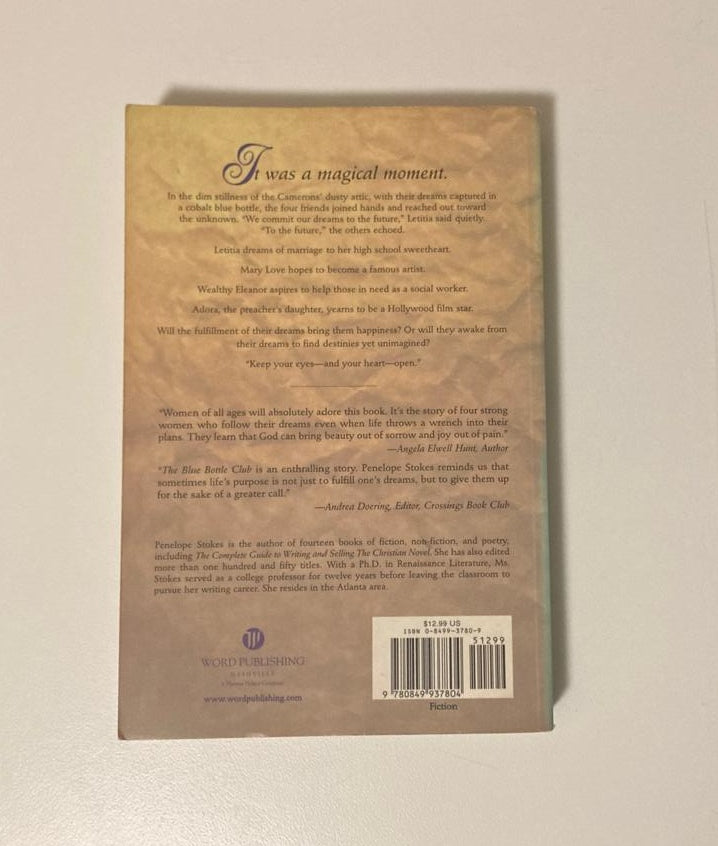 It was a magical moment.
In the dim stillness of the Camerons' dusty attic, with their dreams captured in
a cobalt blue bottle, the four friends joined hands and reached out toward
the unknown. "We commit our dreams to the future," Letitia said quietly.
"To the future," the others echoed.
Letitia dreams of marriage to her high school sweetheart.
Mary Love hopes to become a famous artist.
Wealthy Eleanor aspires to help those in need as a social worker.
Adora, the preacher's daughter, yearns to be a Hollywood film star.
Will the fulfillment of their dreams bring them happiness? Or will they awake from
their dreams to find destinies yet unimagined?
"Keep your eyes—and your heart—open."
"Women of all ages will absolutely adore this book. It's the story of four strong
women who follow their dreams even when life throws a wrench into their
plans. They learn that God can bring beauty out of sorrow and joy out of pain."
—Angela Elwell Hunt, Author
"The Blue Bottle Club is an enthralling story. Penelope Stokes reminds us that
sometimes life's purpose is not just to fulfill one's dreams, but to give them up
for the sake of a greater call."
—Andrea Doering, Editor, Crossings Book Club
Penelope Stokes is the author of fourteen books of fiction, non-fiction, and poetry,
including The Complete Guide to Writing and Selling The Christian Novel. She has also edited
more than one hundred and fifty titles. With a Ph.D. in Renaissance Literature, Ms.
Stokes served as a college professor for twelve years before leaving the classroom to
pursue her writing career. She resides in the Atlanta area.
WORD PUBLISHING
NASHVILLE
A Thomas Nelson Company
www.wordpublishing.com
$12.99 US
ISBN 0-8499-3780-9
51299
9 780849 937804
Fiction